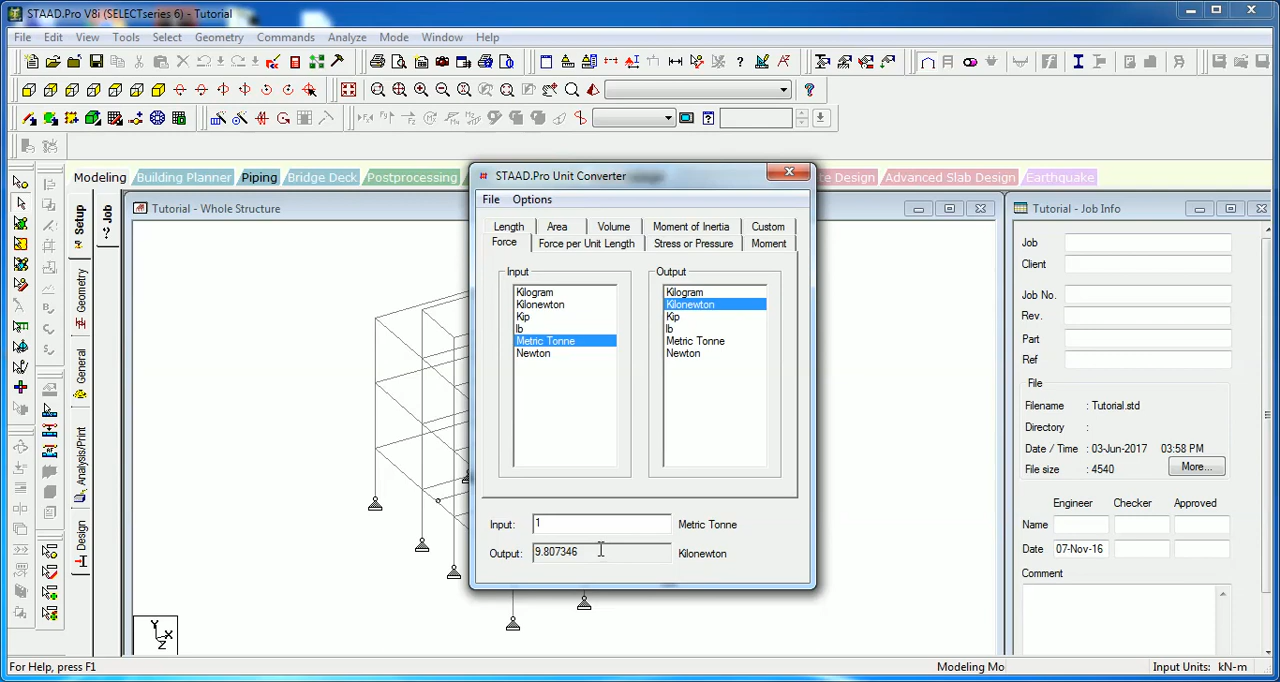 STAAD.Pro V8i (SELECTseries 6) - Tutorial
File Edit View Tools Select Geometry Commands Analyze Mode Window Help
Modeling Building Planner Piping Bridge Deck Postprocessing
te Design Advanced Slab Design Earthquake
Setup
Geometry
General
Analysis/Print
Design
Job
Tutorial - Whole Structure
Y
X
Z
STAAD.Pro Unit Converter
File Options
Length Area Volume Moment of Inertia Custom
Force Force per Unit Length Stress or Pressure Moment
Input
Kilogram
Kilonewton
Kip
lb
Metric Tonne
Newton
Output
Kilogram
Kilonewton
Kip
lb
Metric Tonne
Newton
Input: 1 Metric Tonne
Output: 9.807346 Kilonewton
Tutorial - Job Info
Job
Client
Job No.
Rev.
Part
Ref
File
Filename : Tutorial.std
Directory :
Date / Time : 03-Jun-2017 03:58 PM
File size : 4540 More...
Engineer Checker Approved
Name
Date 07-Nov-16
Comment
For Help, press F1
Modeling Mo
Input Units: kN-m